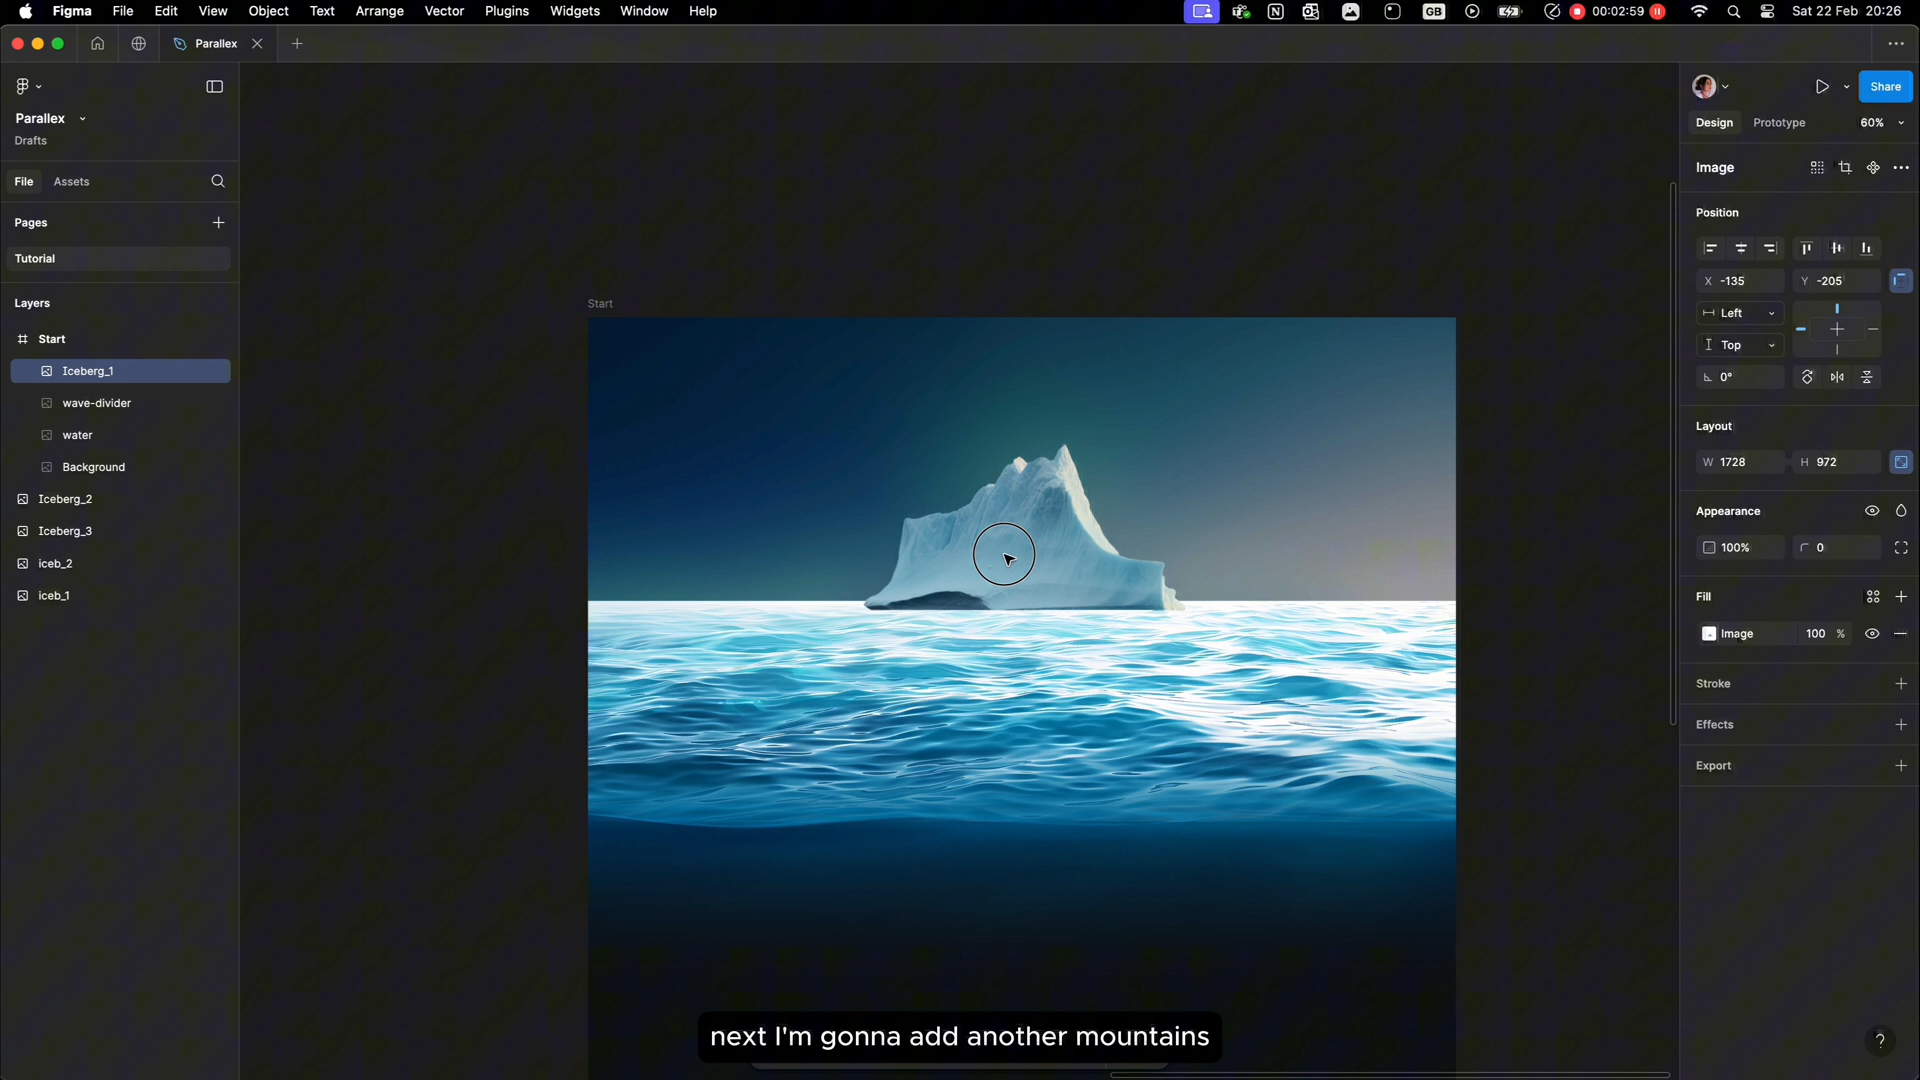 Figma File Edit View Object Text Arrange Vector Plugins Widgets Window Help
N GB 00:02:59 Sat 22 Feb 20:26
Parallex
Share
Parallex
Drafts
Design Prototype 60%
File Assets
Image
Pages
Position
Tutorial
X -135 Y -205
Layers
Start
Left
Start
Top
Iceberg_1
0°
wave-divider
Layout
water
W 1728 H 972
Background
Iceberg_2
Appearance
Iceberg_3
100% 0
iceb_2
Fill
iceb_1
Image 100 %
Stroke
Effects
Export
next I'm gonna add another mountains
?